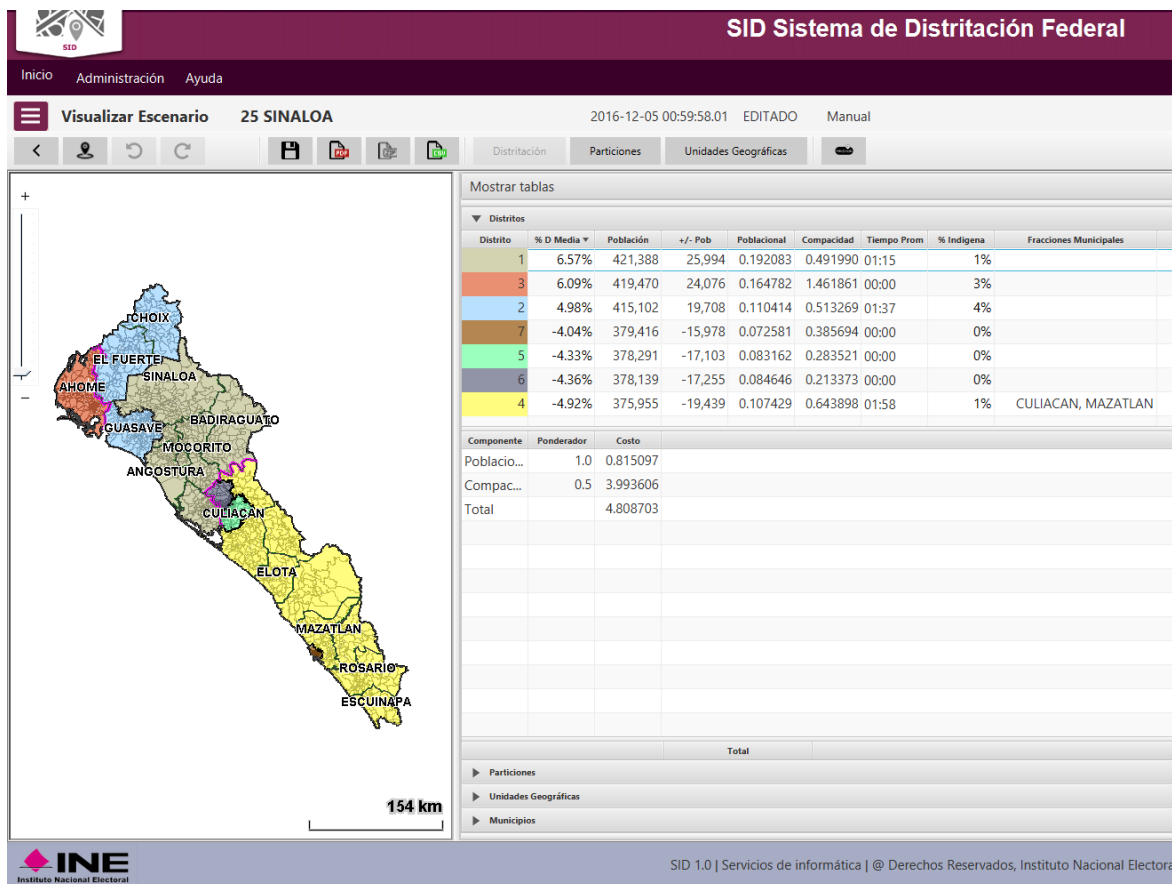 SID
SID Sistema de Distritación Federal
Inicio Administración Ayuda
Visualizar Escenario 25 SINALOA 2016-12-05 00:59:58.01 EDITADO Manual
PDF CSV Distritación Particiones Unidades Geográficas
+
−
CHOIX
EL FUERTE
SINALOA
AHOME
BADIRAGUATO
GUASAVE
MOCORITO
ANGOSTURA
CULIACAN
ELOTA
MAZATLAN
ROSARIO
ESCUINAPA
154 km
Mostrar tablas
Distritos
Distrito % D Media ▼ Población +/- Pob Poblacional Compacidad Tiempo Prom % Indigena Fracciones Municipales
1 6.57% 421,388 25,994 0.192083 0.491990 01:15 1%
3 6.09% 419,470 24,076 0.164782 1.461861 00:00 3%
2 4.98% 415,102 19,708 0.110414 0.513269 01:37 4%
7 -4.04% 379,416 -15,978 0.072581 0.385694 00:00 0%
5 -4.33% 378,291 -17,103 0.083162 0.283521 00:00 0%
6 -4.36% 378,139 -17,255 0.084646 0.213373 00:00 0%
4 -4.92% 375,955 -19,439 0.107429 0.643898 01:58 1% CULIACAN, MAZATLAN
Componente Ponderador Costo
Poblacio... 1.0 0.815097
Compac... 0.5 3.993606
Total 4.808703
Total
Particiones
Unidades Geográficas
Municipios
INE
Instituto Nacional Electoral
SID 1.0 | Servicios de informática | @ Derechos Reservados, Instituto Nacional Electora